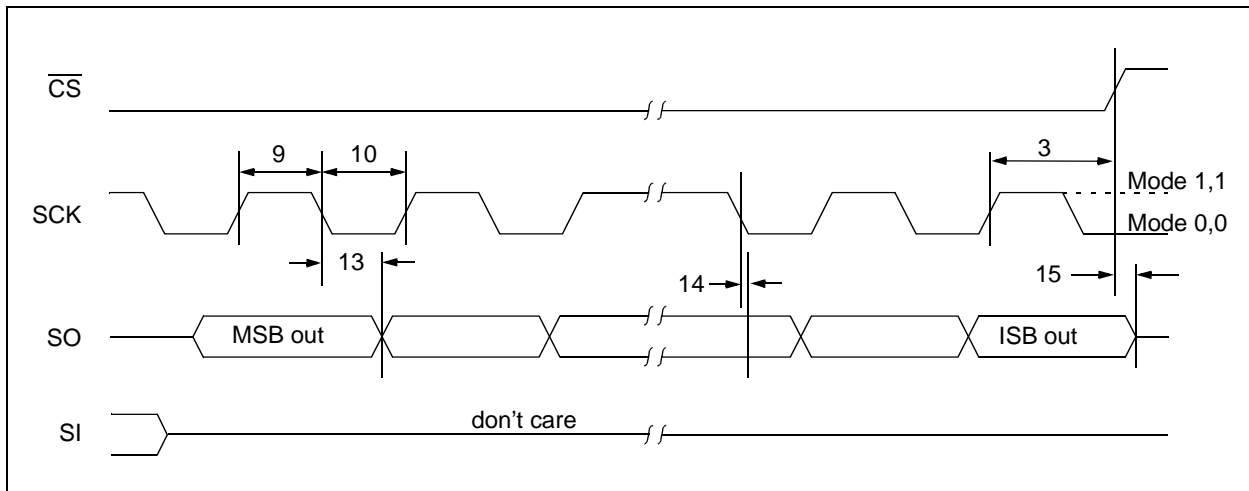 CS
9
10
3
SCK
Mode 1,1
Mode 0,0
13
14
15
SO
MSB out
ISB out
SI
don't care